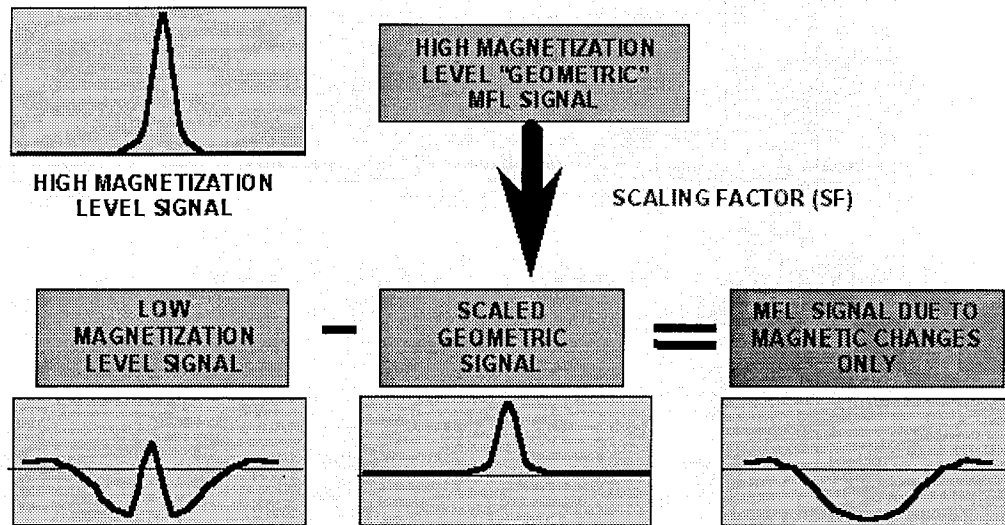 HIGH MAGNETIZATION
LEVEL "GEOMETRIC"
MFL SIGNAL
HIGH MAGNETIZATION
LEVEL SIGNAL
SCALING FACTOR (SF)
LOW
MAGNETIZATION
LEVEL SIGNAL
SCALED
GEOMETRIC
SIGNAL
MFL SIGNAL DUE TO
MAGNETIC CHANGES
ONLY